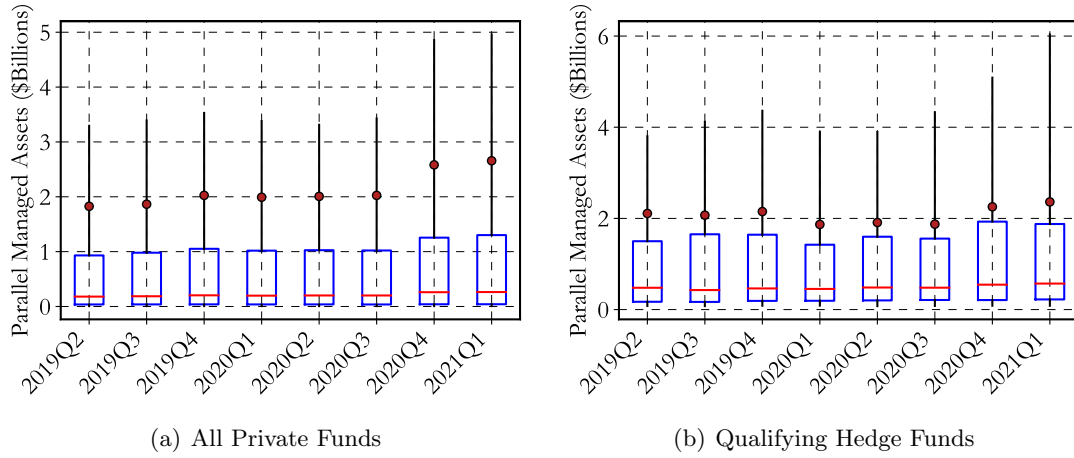 Parallel Managed Assets ($Billions)
5
4
3
2
1
0
2019Q2
2019Q3
2019Q4
2020Q1
2020Q2
2020Q3
2020Q4
2021Q1
(a) All Private Funds
Parallel Managed Assets ($Billions)
6
4
2
0
2019Q2
2019Q3
2019Q4
2020Q1
2020Q2
2020Q3
2020Q4
2021Q1
(b) Qualifying Hedge Funds